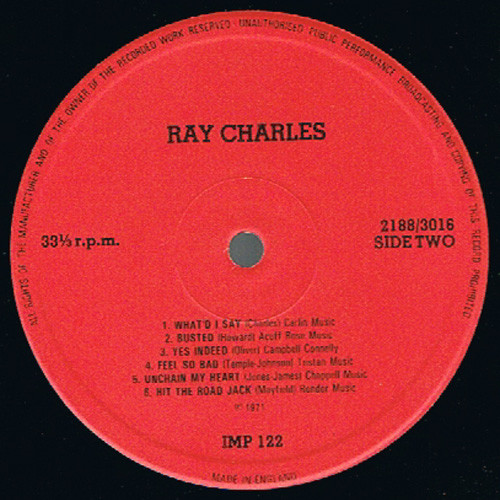 ALL RIGHTS OF THE MANUFACTURER AND OF THE OWNER OF THE RECORDED WORK RESERVED · UNAUTHORISED PUBLIC PERFORMANCE BROADCASTING AND COPYING OF THIS RECORD PROHIBITED
RAY CHARLES
33⅓ r.p.m.
2188/3016
SIDE TWO
1. WHAT'D I SAY (Charles) Carlin Music
2. BUSTED (Howard) Acuff Rose Music
3. YES INDEED (Oliver) Campbell Connelly
4. FEEL SO BAD (Temple-Johnson) Tristan Music
5. UNCHAIN MY HEART (Jones-James) Chappell Music
6. HIT THE ROAD JACK (Mayfield) Rondor Music
℗ 1971
IMP 122
MADE IN ENGLAND